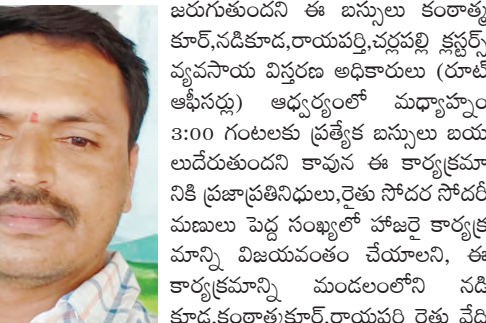 జరుగుతుందని ఈ బస్సులు కంఠాత్మ
కూర్,నడికూడ,రాయపర్తి,చర్లపల్లి క్లస్టర్స్
వ్యవసాయ విస్తరణ అధికారులు (రూట్
ఆఫీసర్లు) ఆధ్వర్యంలో మధ్యాహ్నం
3:00 గంటలకు ప్రత్యేక బస్సులు బయ
లుదేరుతుందని కావున ఈ కార్యక్రమా
నికి ప్రజాప్రతినిధులు,రైతు సోదర సోదరీ
మణులు పెద్ద సంఖ్యలో హాజరై కార్యక్ర
మాన్ని విజయవంతం చేయాలని, ఈ
కార్యక్రమాన్ని మండలంలోని నడి
కూడ,కంఠాత్మకూర్,రాయపర్తి రైతు వేది